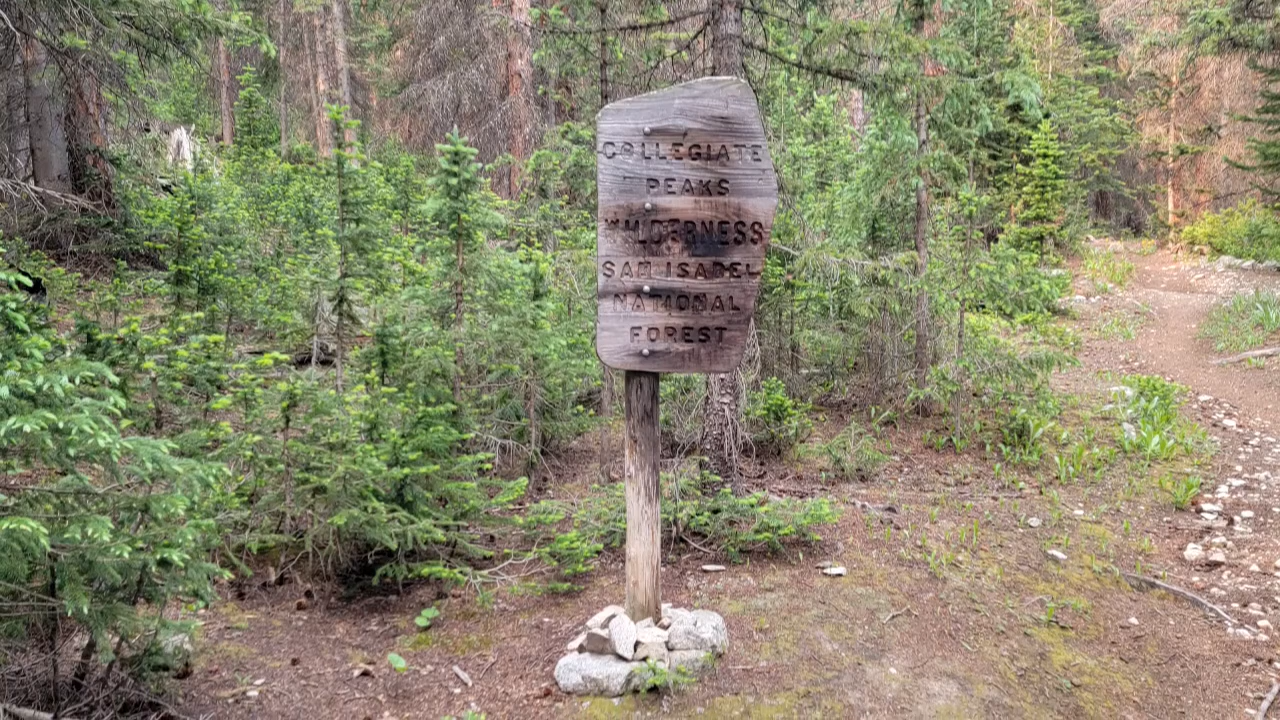 COLLEGIATE
PEAKS
WILDERNESS
SAN ISABEL
NATIONAL
FOREST